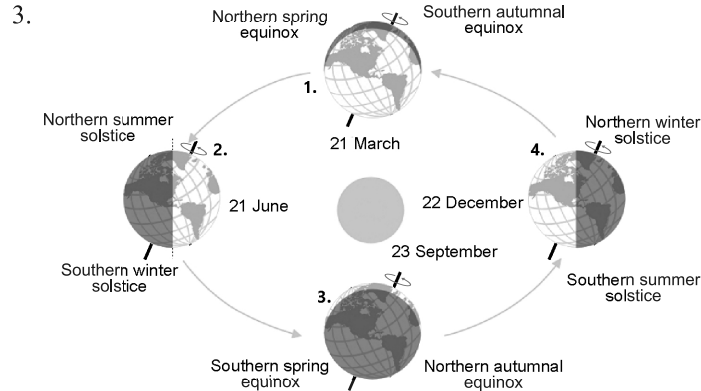 3.
Northern spring
equinox
Southern autumnal
equinox
1.
21 March
Northern summer
solstice
2.
21 June
Southern winter
solstice
Northern winter
solstice
4.
22 December
Southern summer
solstice
23 September
3.
Southern spring
equinox
Northern autumnal
equinox